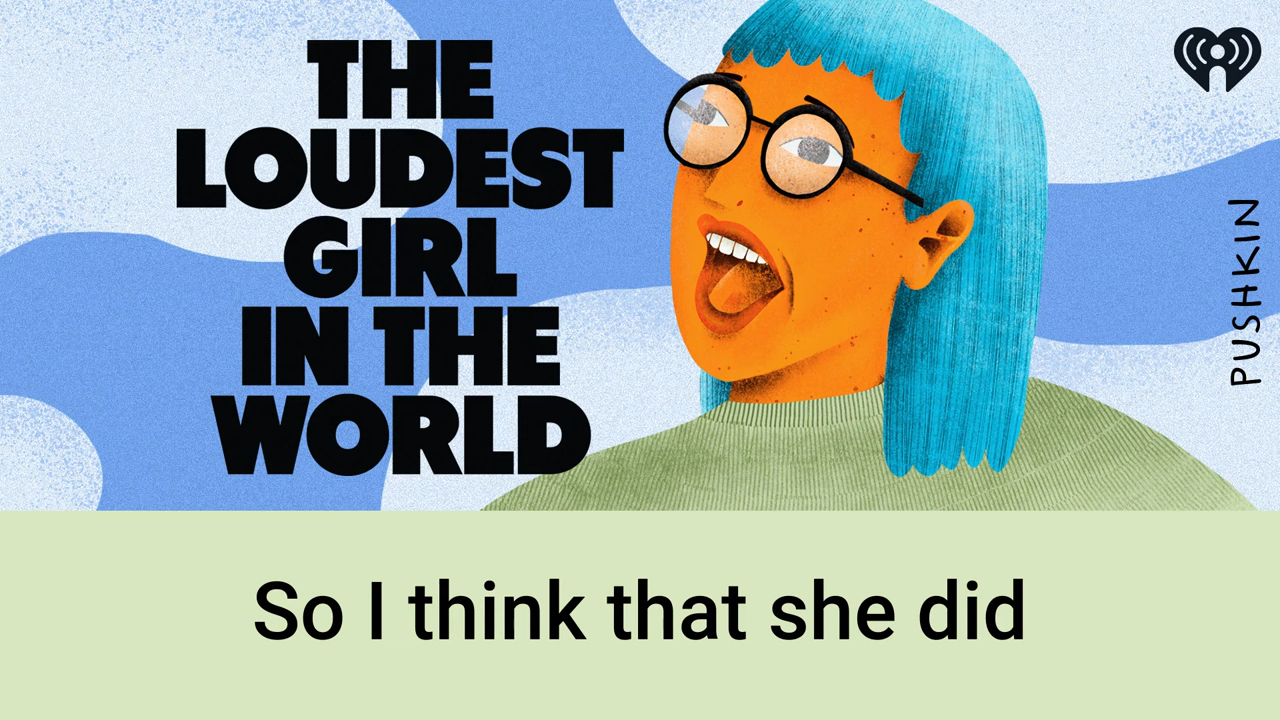 THE
LOUDEST
GIRL
IN THE
WORLD
PUSHKIN
So I think that she did